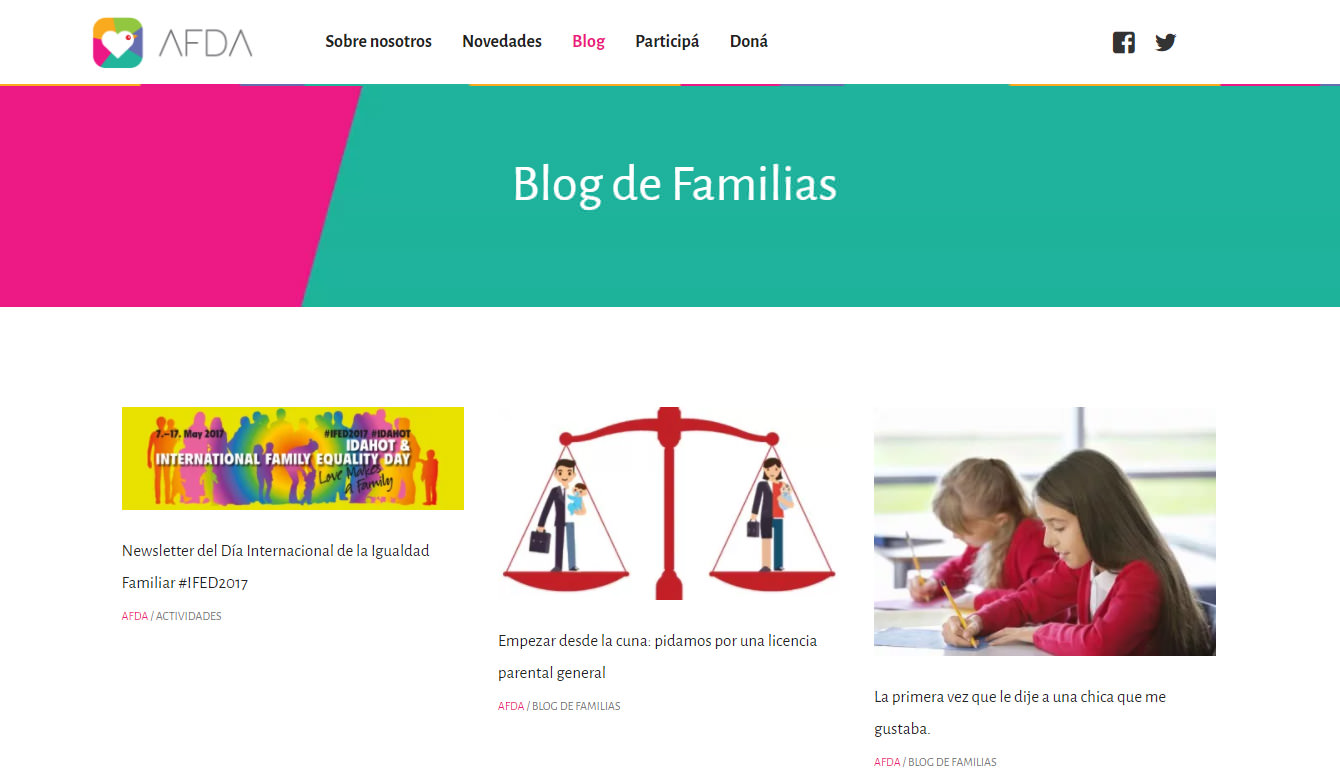 AFDA
Sobre nosotros Novedades Blog Participá Doná
Blog de Familias
7.–17. May 2017 #IFED2017 #IDAHOT
IDAHOT &
INTERNATIONAL FAMILY EQUALITY DAY
Love Makes
A Family
Newsletter del Día Internacional de la Igualdad
Familiar #IFED2017
AFDA / ACTIVIDADES
Empezar desde la cuna: pidamos por una licencia
parental general
AFDA / BLOG DE FAMILIAS
La primera vez que le dije a una chica que me
gustaba.
AFDA / BLOG DE FAMILIAS